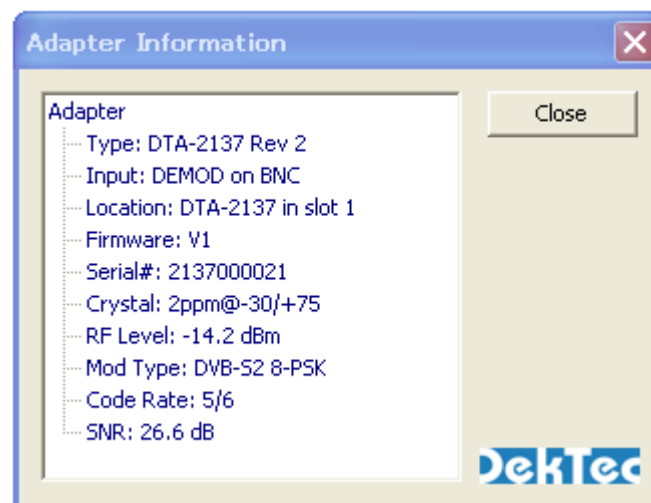 Adapter Information
Adapter
Type: DTA-2137 Rev 2
Input: DEMOD on BNC
Location: DTA-2137 in slot 1
Firmware: V1
Serial#: 2137000021
Crystal: 2ppm@-30/+75
RF Level: -14.2 dBm
Mod Type: DVB-S2 8-PSK
Code Rate: 5/6
SNR: 26.6 dB
Close
DekTec